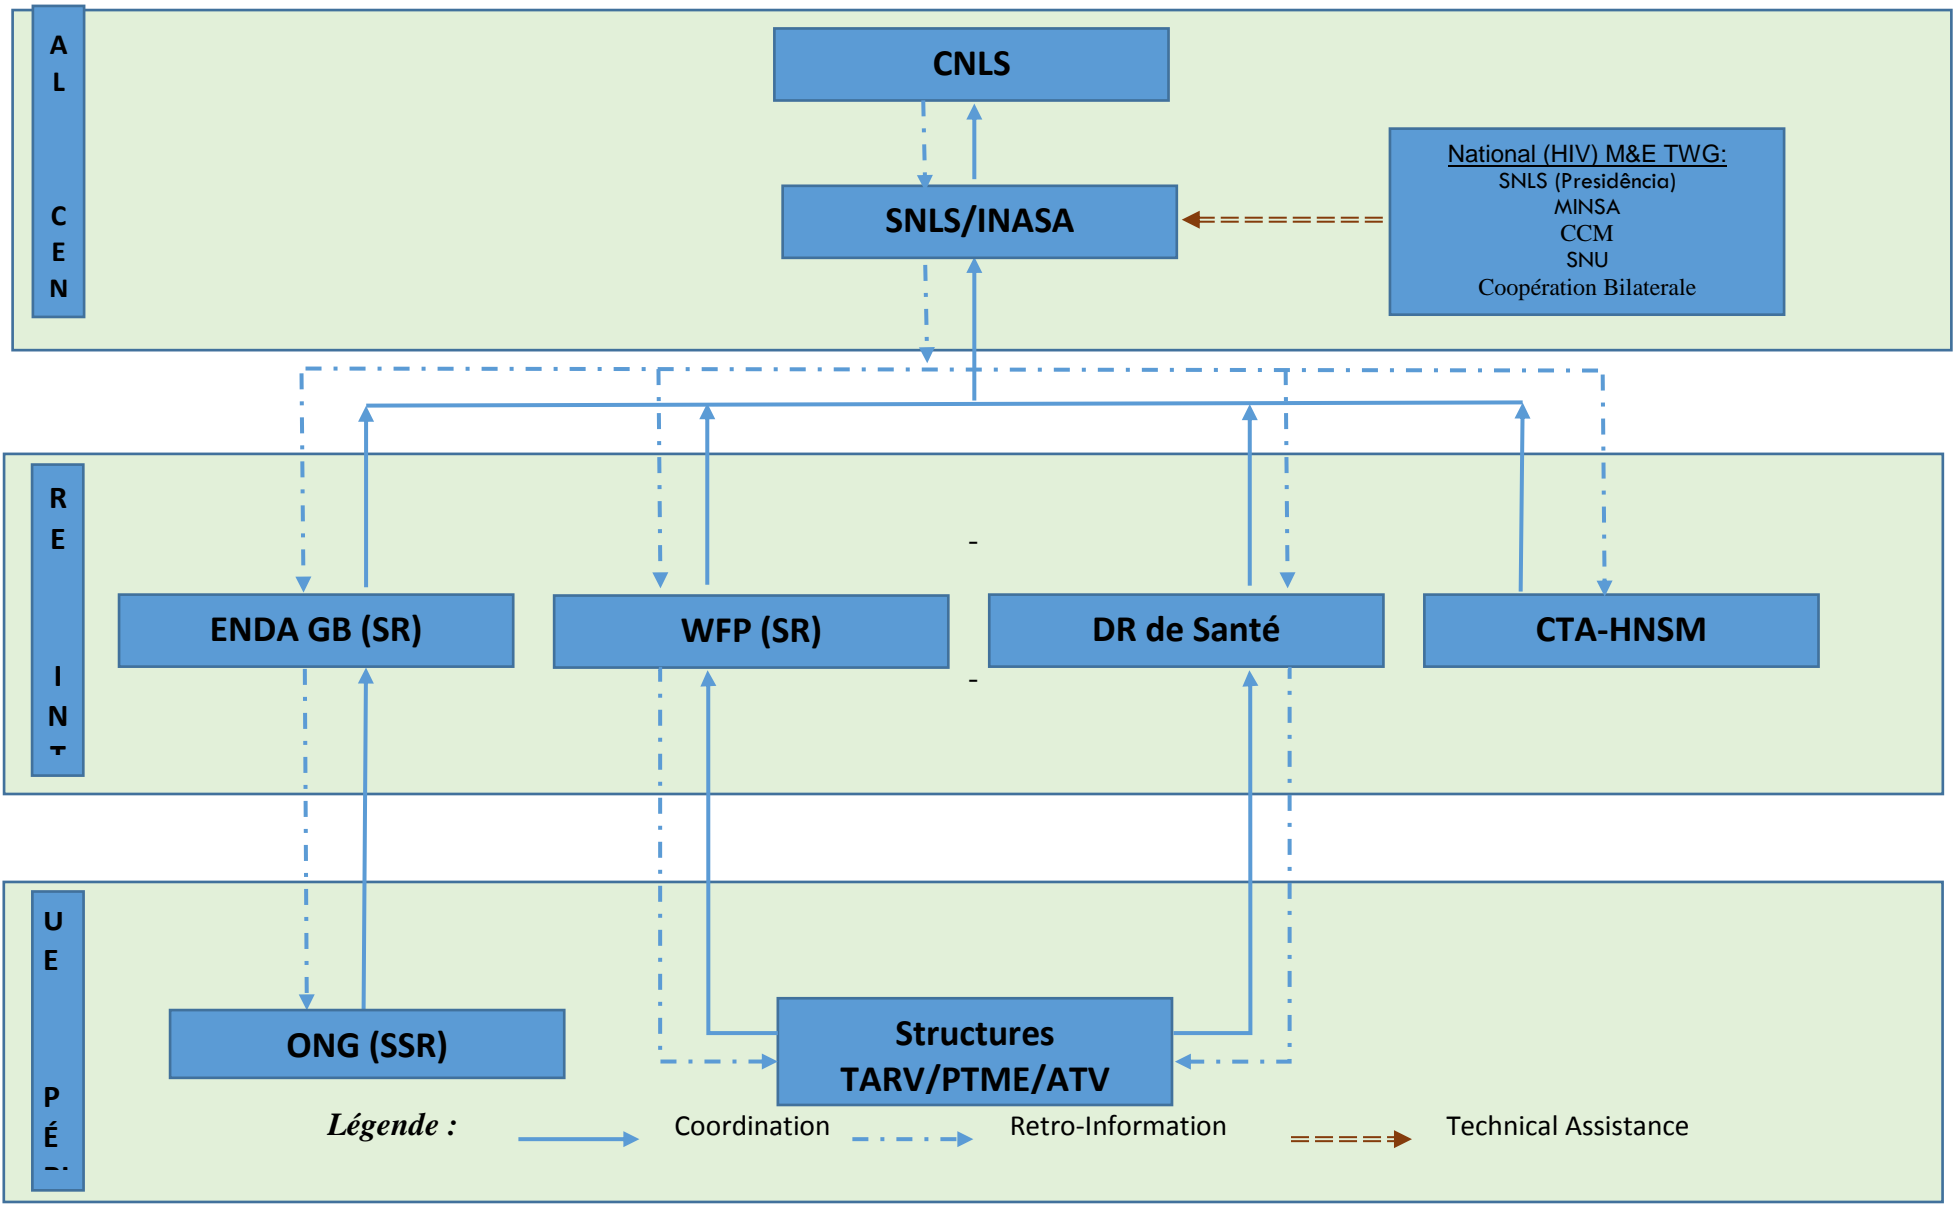 A
L
C
E
N
CNLS
SNLS/INASA
National (HIV) M&E TWG:
SNLS (Presidência)
MINSA
CCM
SNU
Coopération Bilaterale
R
E
I
N
T
-
-
ENDA GB (SR)
WFP (SR)
DR de Santé
CTA-HNSM
U
E
P
É
ONG (SSR)
Structures
TARV/PTME/ATV
Légende :
Coordination
Retro-Information
Technical Assistance